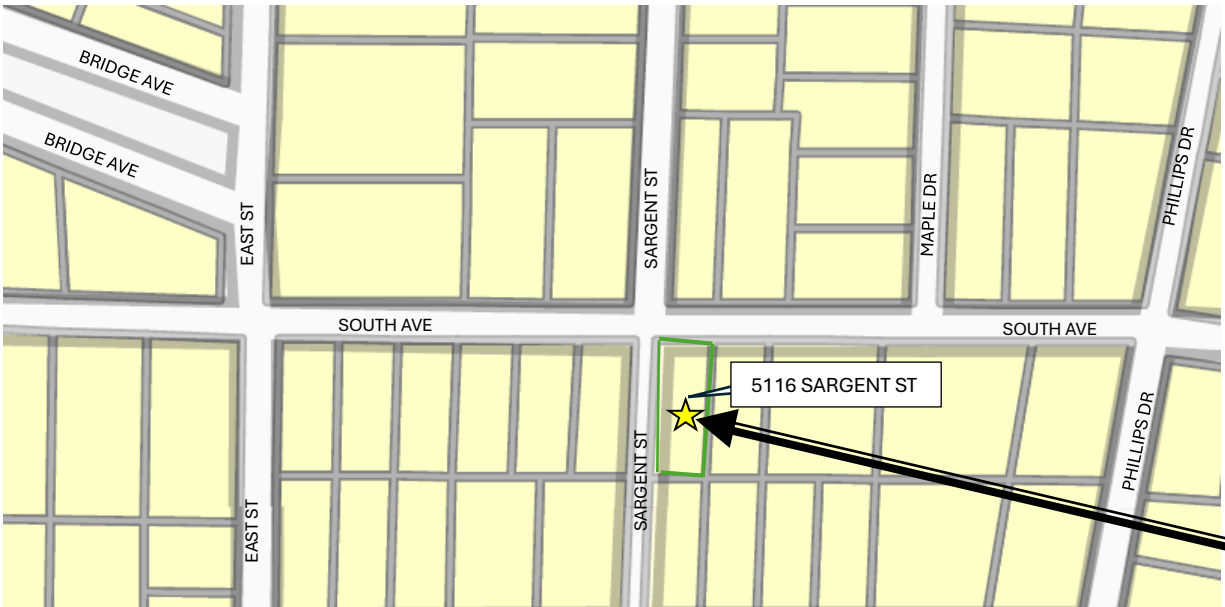 BRIDGE AVE
BRIDGE AVE
EAST ST
SARGENT ST
MAPLE DR
PHILLIPS DR
SOUTH AVE
SOUTH AVE
5116 SARGENT ST
EAST ST
SARGENT ST
PHILLIPS DR